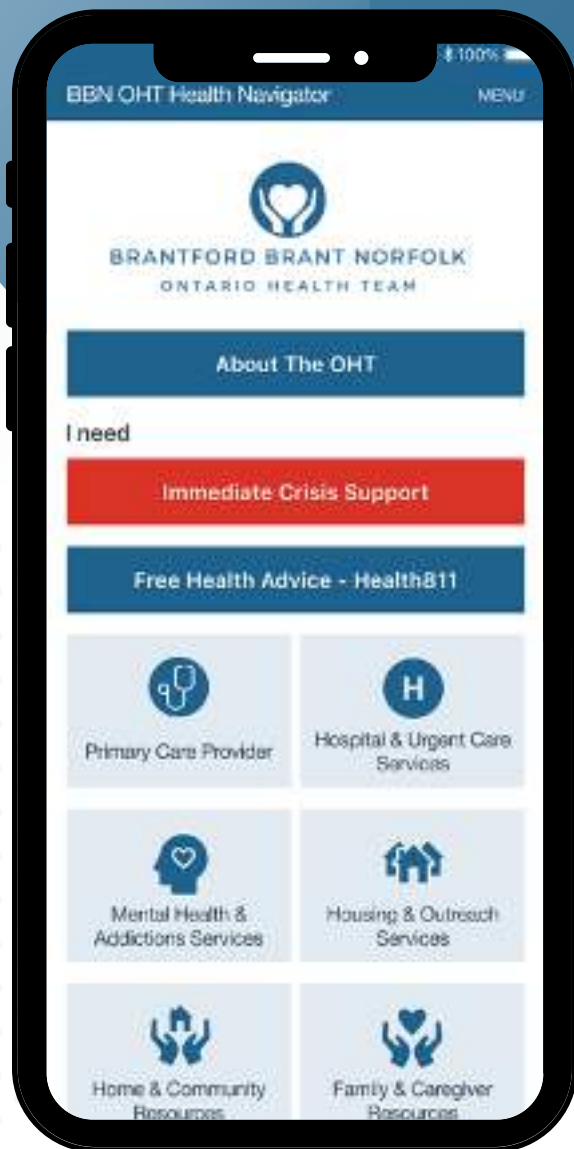 100%
BBN OHT Health Navigator
MENU
BRANTFORD BRANT NORFOLK
ONTARIO HEALTH TEAM
About The OHT
I need
Immediate Crisis Support
Free Health Advice - Health811
Primary Care Provider
H
Hospital & Urgent Care
Services
Mental Health &
Addictions Services
Housing & Outreach
Services
Home & Community
Resources
Family & Caregiver
Resources